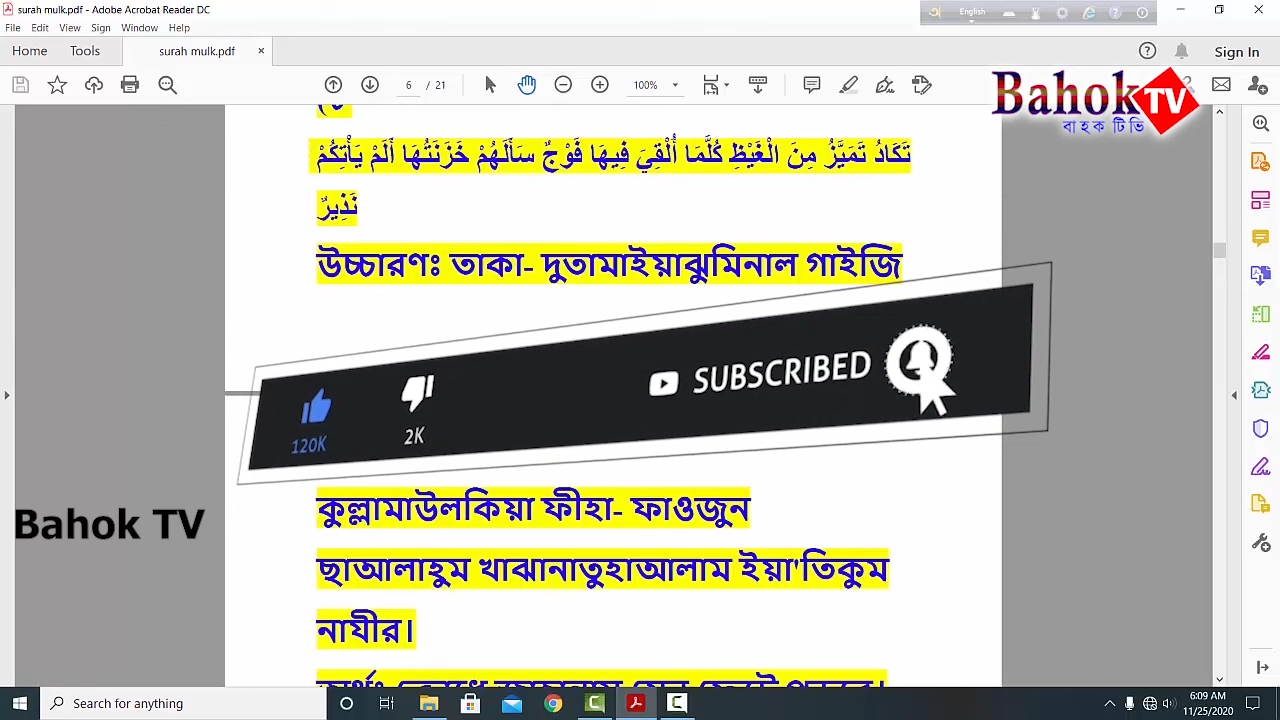 surah mulk.pdf - Adobe Acrobat Reader DC
English
File Edit View Sign Window Help
Home Tools surah mulk.pdf × Sign In
6 / 21 100%
Bahok TV
বাহক টিভি
تَكَادُ تَمَيَّزُ مِنَ الْغَيْظِ كُلَّمَا أُلْقِيَ فِيهَا فَوْجٌ سَأَلَهُمْ خَزَنَتُهَا أَلَمْ يَأْتِكُمْ
نَذِيرٌ
উচ্চারণঃ তাকা- দুতামাইয়াঝুমিনাল গাইজি
SUBSCRIBED
120K 2K
কুল্লামাউলকিয়া ফীহা- ফাওজুন
Bahok TV
ছাআলাহুম খাঝানাতুহাআলাম ইয়া'তিকুম
নাযীর।
Search for anything
6:09 AM
11/25/2020